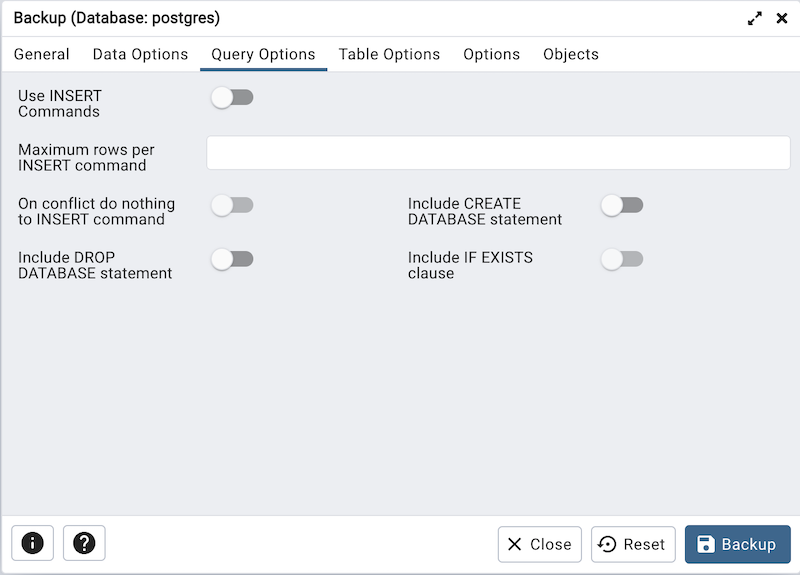 Backup (Database: postgres)
General Data Options Query Options Table Options Options Objects
Use INSERT
Commands
Maximum rows per
INSERT command
On conflict do nothing
to INSERT command
Include CREATE
DATABASE statement
Include DROP
DATABASE statement
Include IF EXISTS
clause
Close Reset Backup